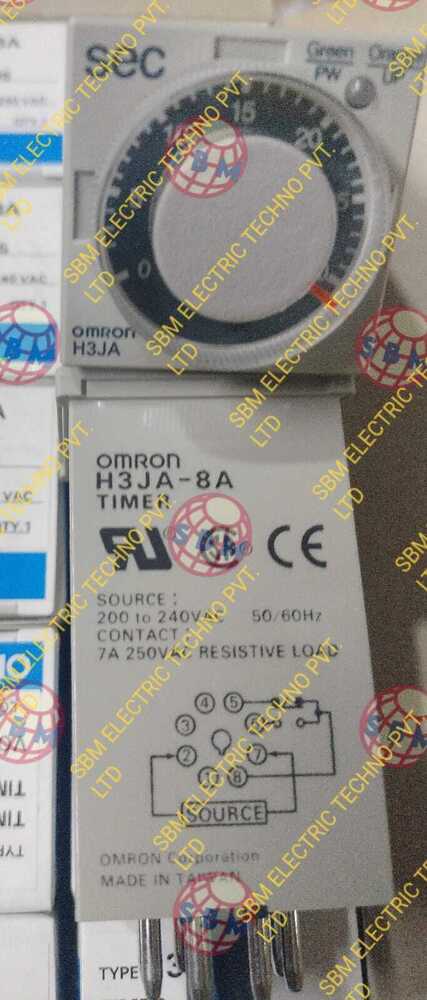 sec
Green
PW
15
20
0
omron
H3JA
OMRON
H3JA-8A
TIMER
CE
SOURCE :
200 to 240VAC 50/60Hz
CONTACT :
7A 250VAC RESISTIVE LOAD
4
5
3
2
7
1
8
SOURCE
OMRON Corporation
MADE IN TAIWAN
TYPE 3
SBM ELECTRIC TECHNO PVT.
LTD
SBM